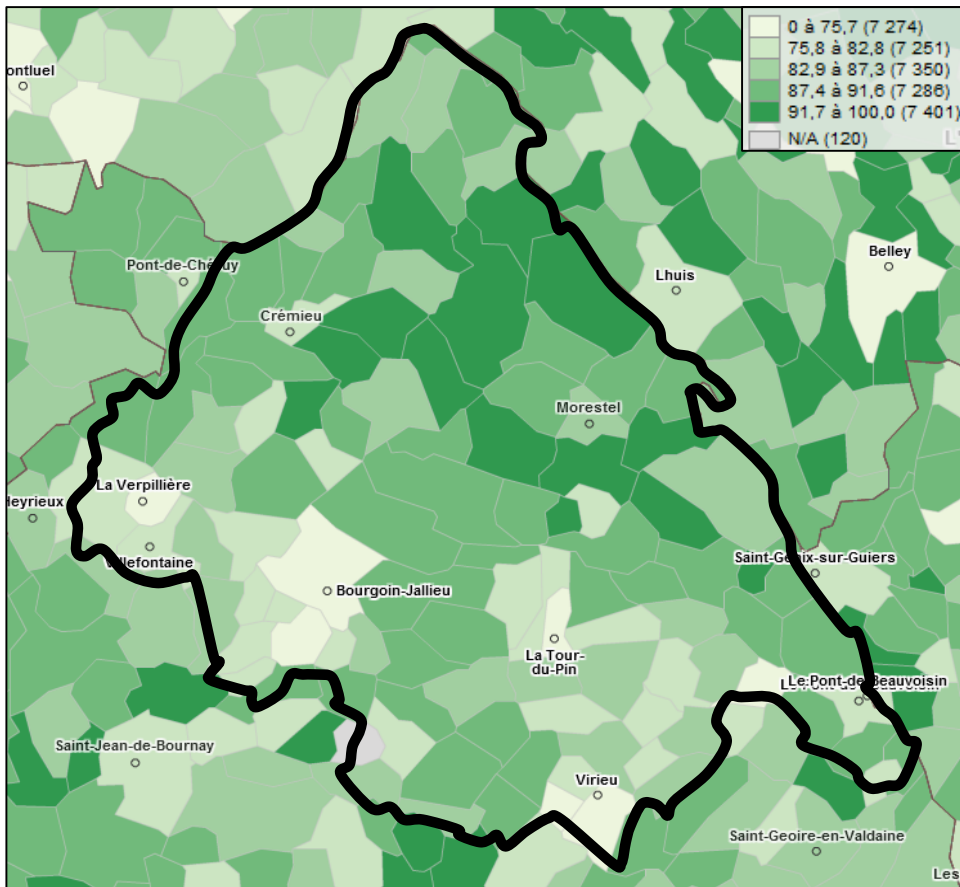 0 à 75,7 (7 274)
75,8 à 82,8 (7 251)
82,9 à 87,3 (7 350)
87,4 à 91,6 (7 286)
91,7 à 100,0 (7 401)
N/A (120)
L'
ontluel
Belley
Pont-de-Chéruy
Lhuis
Crémieu
Morestel
La Verpillière
Heyrieux
Villefontaine
Saint-Genix-sur-Guiers
Bourgoin-Jallieu
La Tour-
du-Pin
Le Pont-de-Beauvoisin
Saint-Jean-de-Bournay
Virieu
Saint-Geoire-en-Valdaine
Les